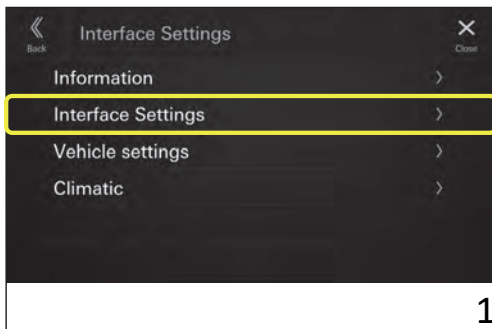 Interface Settings
Back
Close
Information
Interface Settings
Vehicle settings
Climatic
1